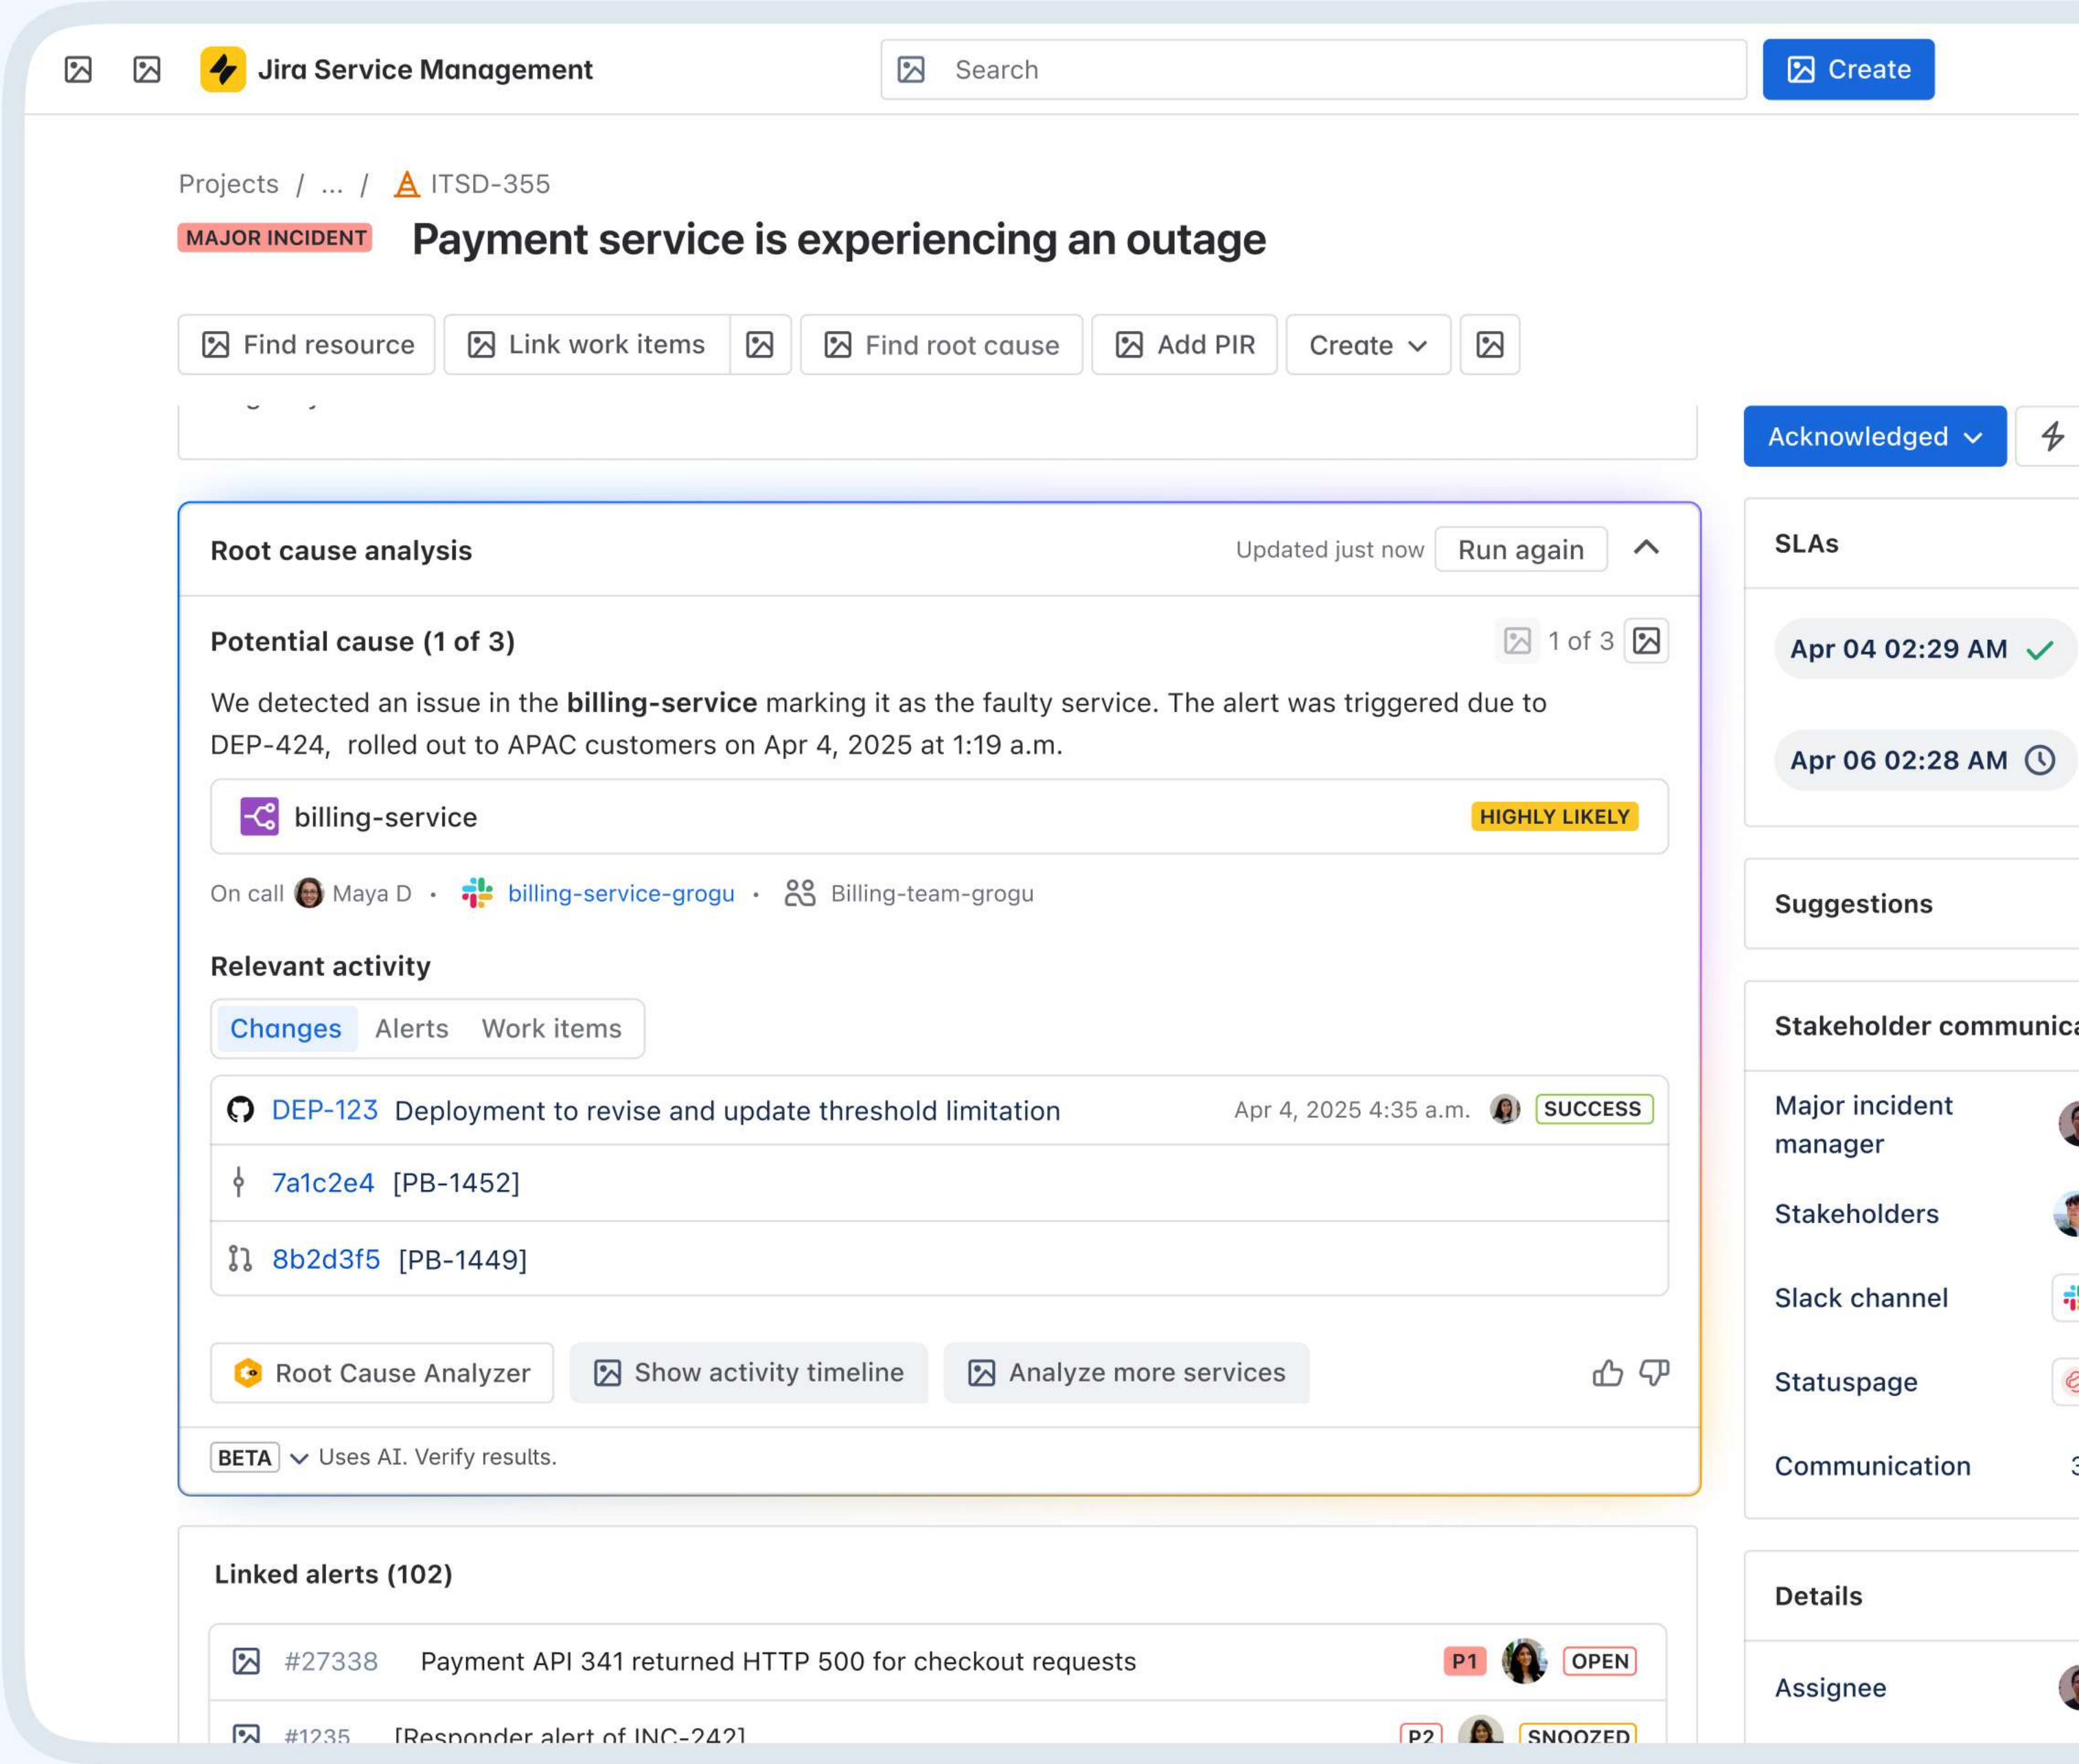 Jira Service Management
Search
Create
Projects / ... / ITSD-355
MAJOR INCIDENT Payment service is experiencing an outage
Find resource
Link work items
Find root cause
Add PIR
Create
Acknowledged
Root cause analysis
Updated just now
Run again
Potential cause (1 of 3)
1 of 3
We detected an issue in the billing-service marking it as the faulty service. The alert was triggered due to
DEP-424, rolled out to APAC customers on Apr 4, 2025 at 1:19 a.m.
billing-service
HIGHLY LIKELY
On call Maya D • billing-service-grogu • Billing-team-grogu
Relevant activity
Changes Alerts Work items
DEP-123 Deployment to revise and update threshold limitation Apr 4, 2025 4:35 a.m. SUCCESS
7a1c2e4 [PB-1452]
8b2d3f5 [PB-1449]
Root Cause Analyzer
Show activity timeline
Analyze more services
BETA Uses AI. Verify results.
Linked alerts (102)
#27338 Payment API 341 returned HTTP 500 for checkout requests P1 OPEN
#1235 [Responder alert of INC-242] P2 SNOOZED
SLAs
Apr 04 02:29 AM
Apr 06 02:28 AM
Suggestions
Stakeholder
Major incident
manager
Stakeholders
Slack channel
Statuspage
Communication
Details
Assignee